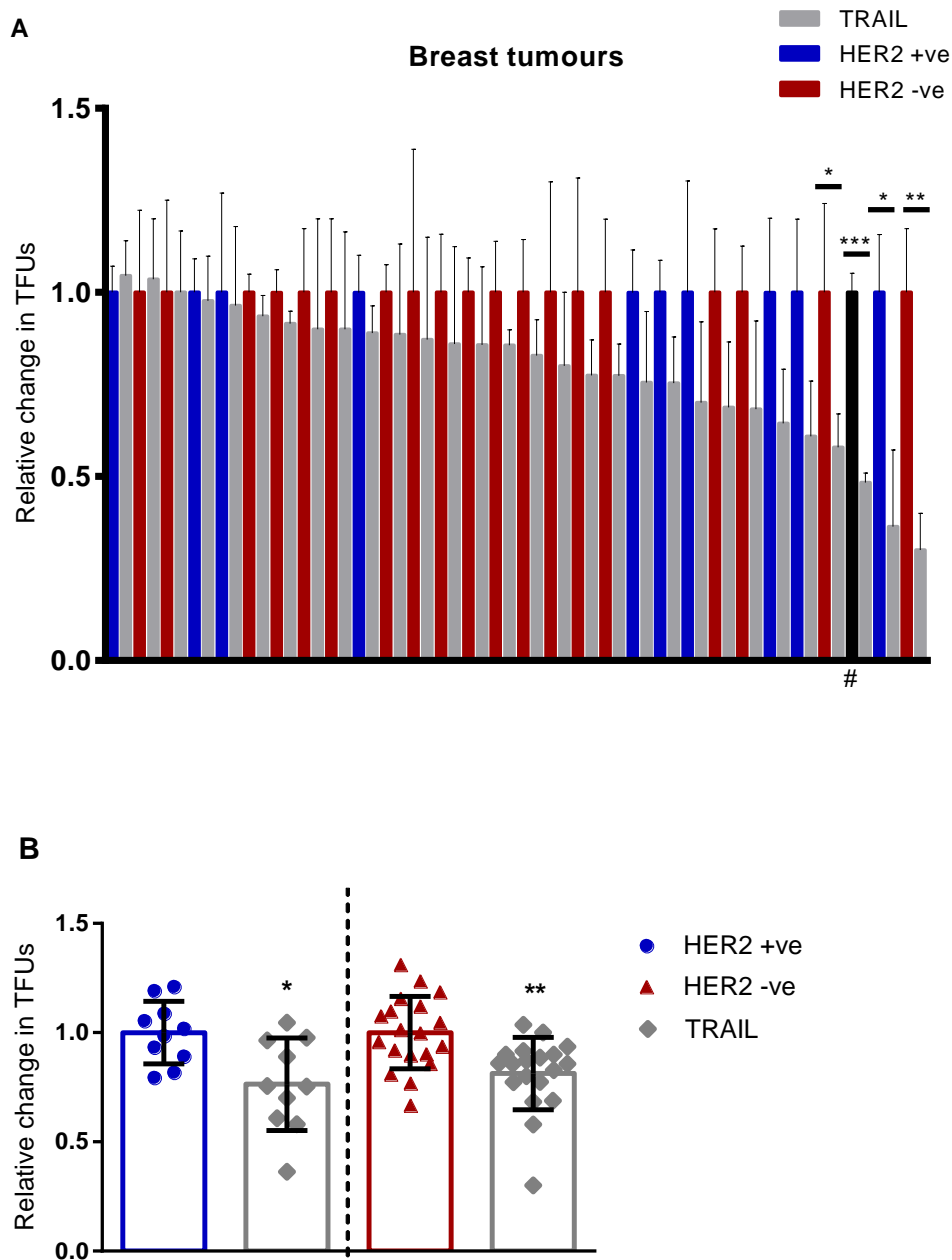 A
TRAIL
HER2 +ve
HER2 -ve
Breast tumours
Relative change in TFUs
1.5
1.0
0.5
0.0
*
***
*
**
#
B
Relative change in TFUs
1.5
1.0
0.5
0.0
*
**
HER2 +ve
HER2 -ve
TRAIL